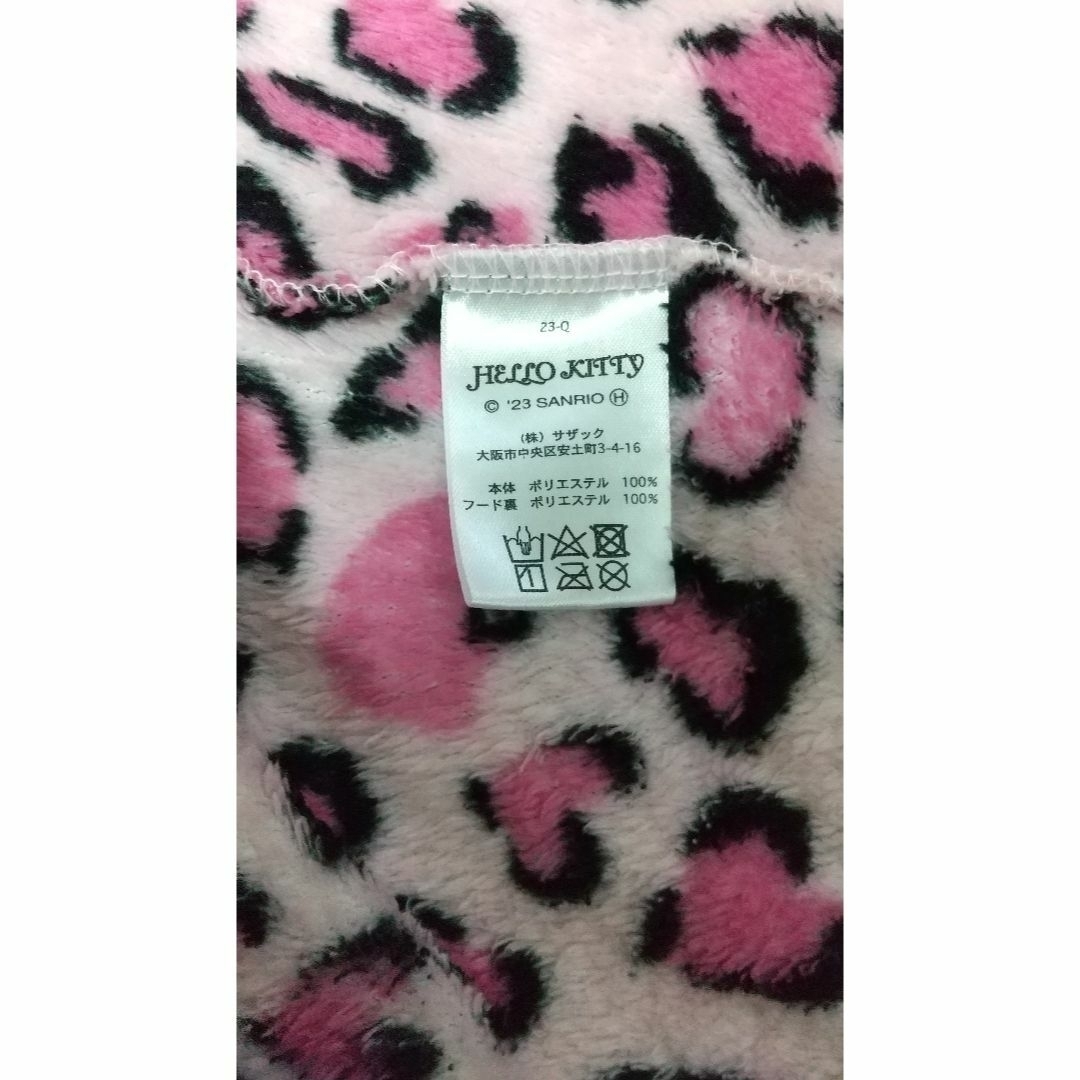 23-Q
HELLO KITTY
© '23 SANRIO Ⓗ
(株) サザック
大阪市中央区安土町3-4-16
本体 ポリエステル 100%
フード裏 ポリエステル 100%